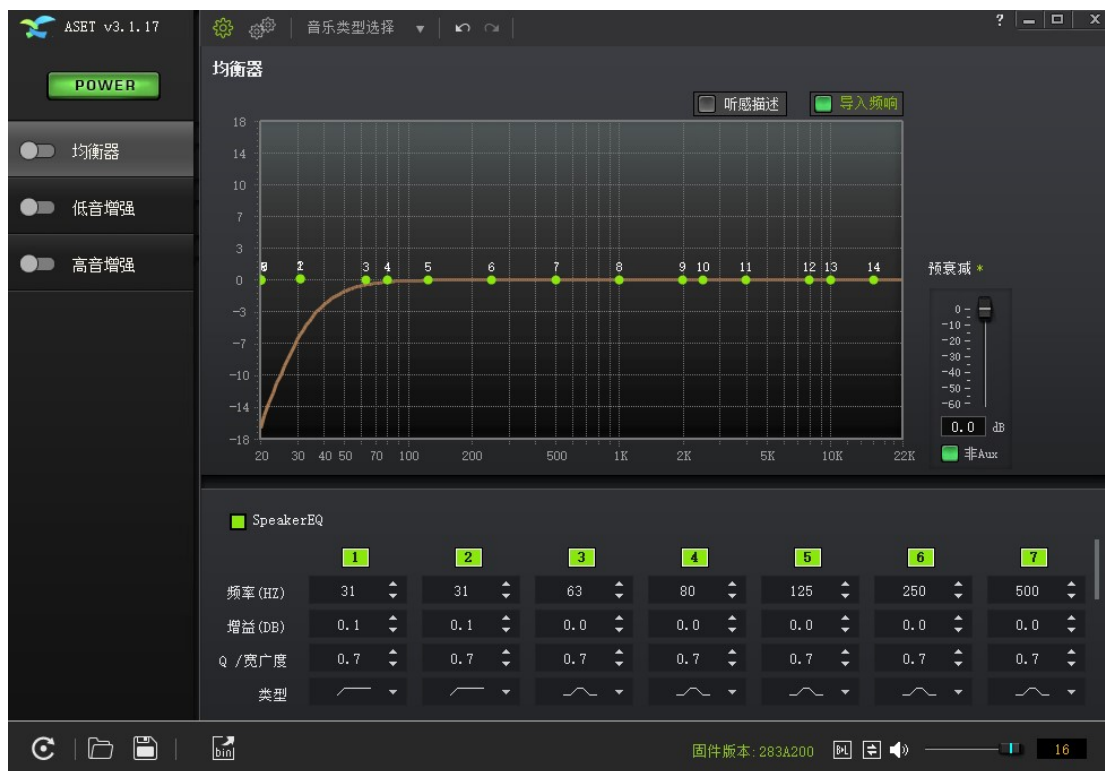 ASET v3.1.17
音乐类型选择
?
X
POWER
均衡器
均衡器
低音增强
高音增强
听感描述
导入频响
18
14
10
7
3
0
-3
-7
-10
-14
-18
1 3 4 5 6 7 8 9 10 11 12 13 14
20 30 40 50 70 100 200 500 1K 2K 5K 10K 22K
预衰减 *
0
-10
-20
-30
-40
-50
-60
0.0 dB
非Aux
SpeakerEQ
1 2 3 4 5 6 7
频率(HZ) 31 31 63 80 125 250 500
增益(DB) 0.1 0.1 0.0 0.0 0.0 0.0 0.0
Q /宽广度 0.7 0.7 0.7 0.7 0.7 0.7 0.7
类型
bin
固件版本:283A200
16